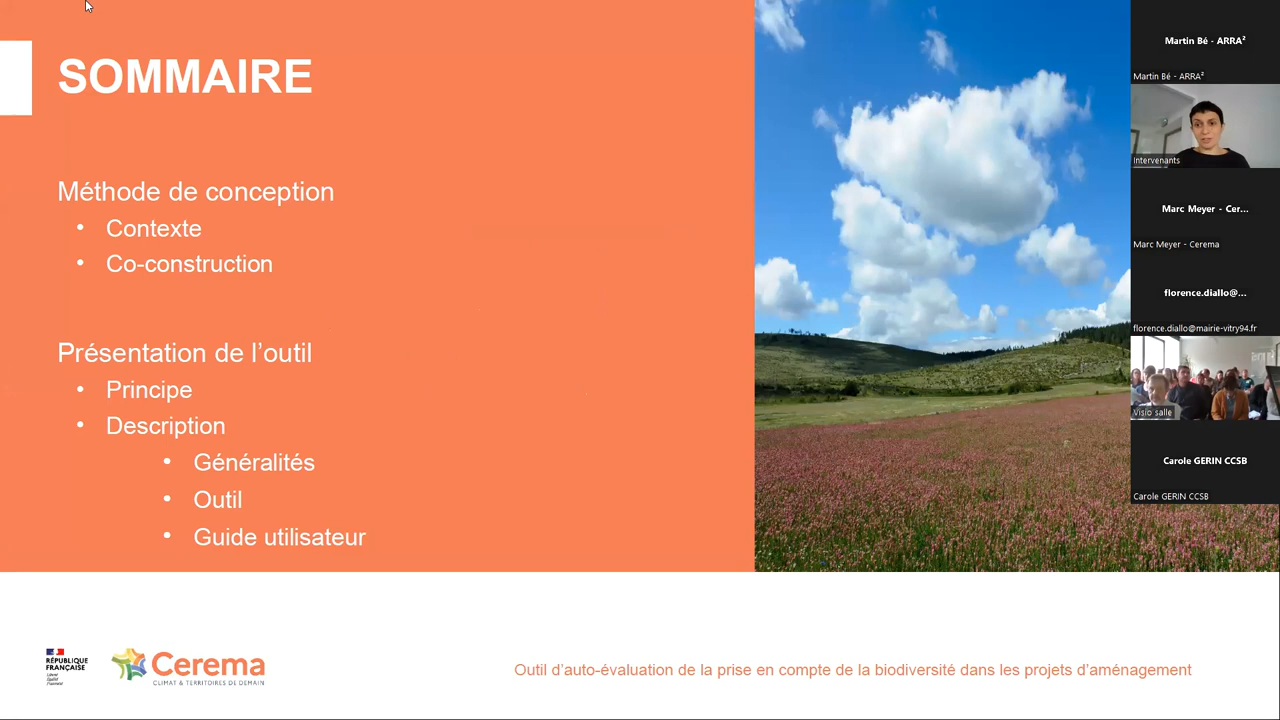 SOMMAIRE
Méthode de conception
• Contexte
• Co-construction
Présentation de l’outil
• Principe
• Description
• Généralités
• Outil
• Guide utilisateur
RÉPUBLIQUE
FRANÇAISE
Liberté
Égalité
Fraternité
Cerema
CLIMAT & TERRITOIRES DE DEMAIN
Outil d’auto-évaluation de la prise en compte de la biodiversité dans les projets d’aménagement
Martin Bé - ARRA²
Martin Bé - ARRA²
Intervenants
Marc Meyer - Cer...
Marc Meyer - Cerema
florence.diallo@...
florence.diallo@mairie-vitry94.fr
Visio salle
Carole GERIN CCSB
Carole GERIN CCSB